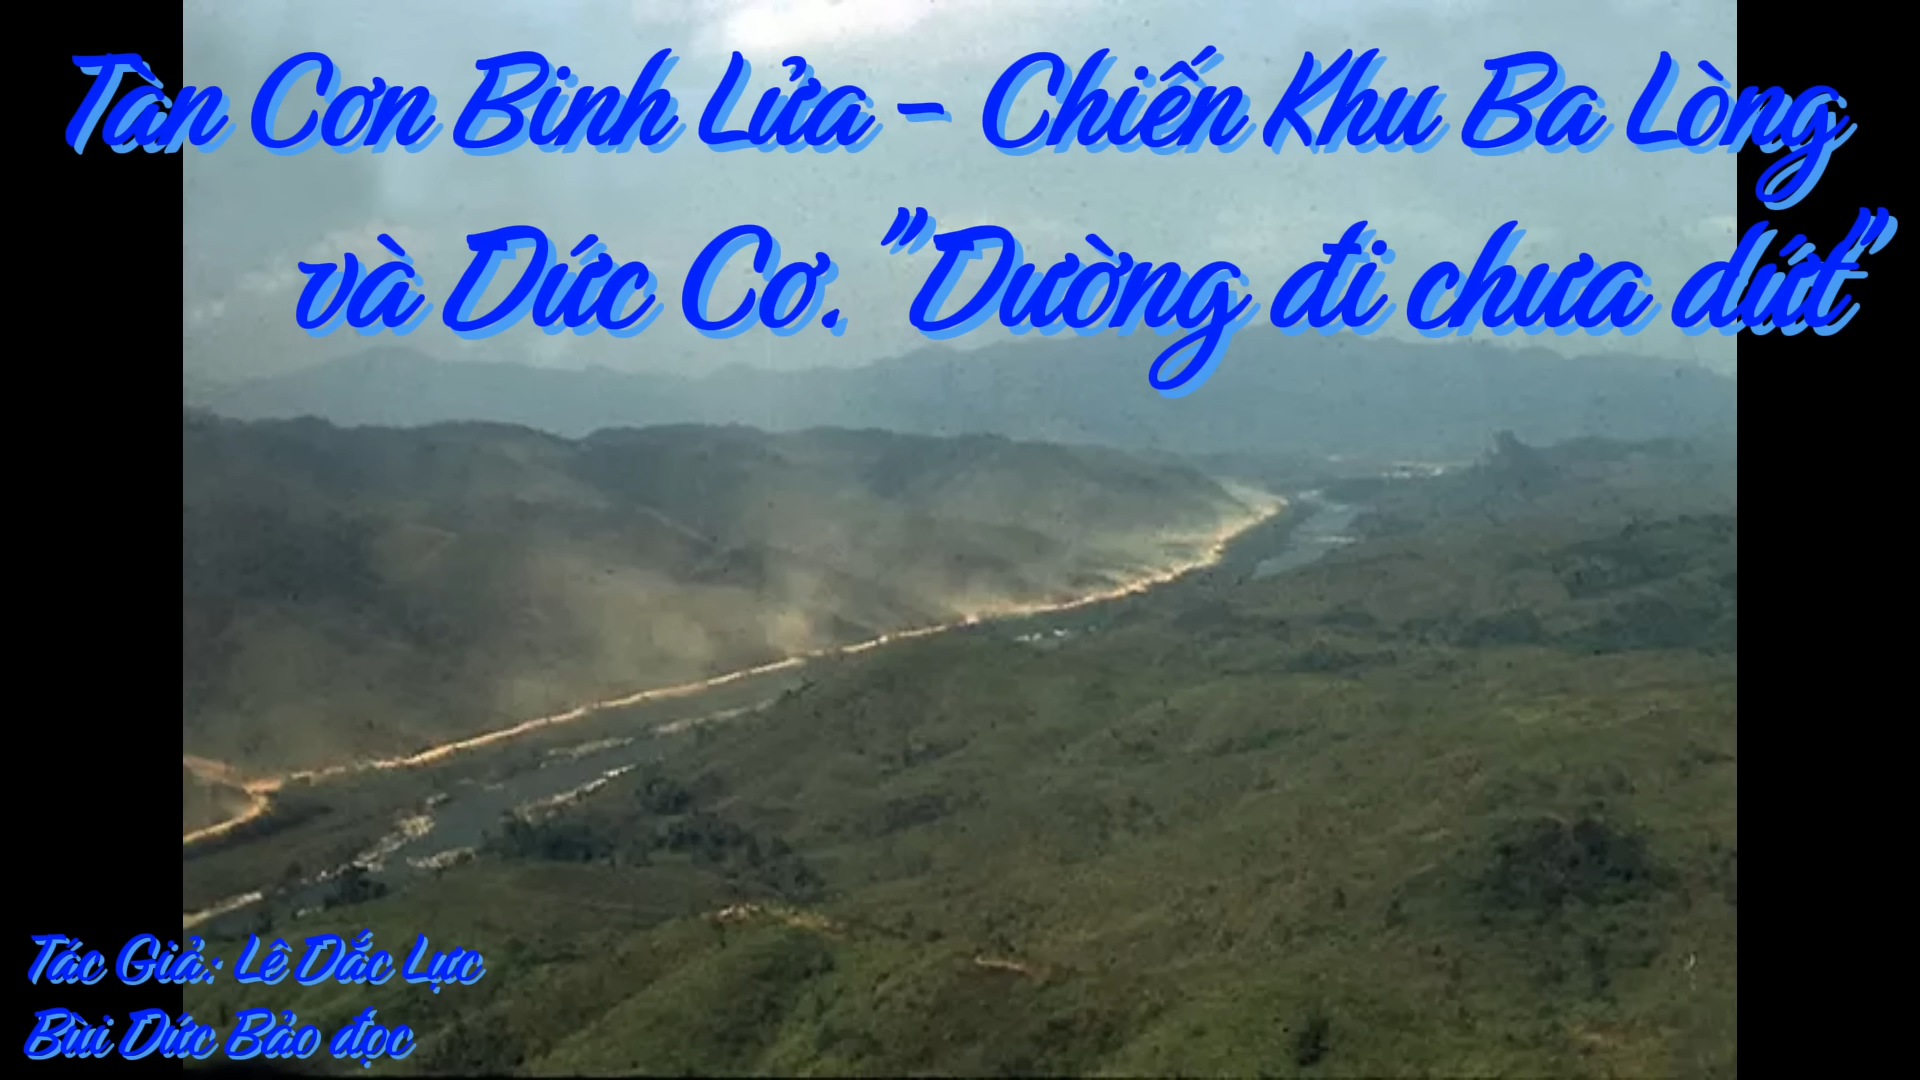 Tàn Cơn Binh Lửa - Chiến Khu Ba Lòng
và Đức Cơ. "Đường đi chưa dứt"
Tác Giả: Lê Đắc Lực
Bùi Đức Bảo đọc